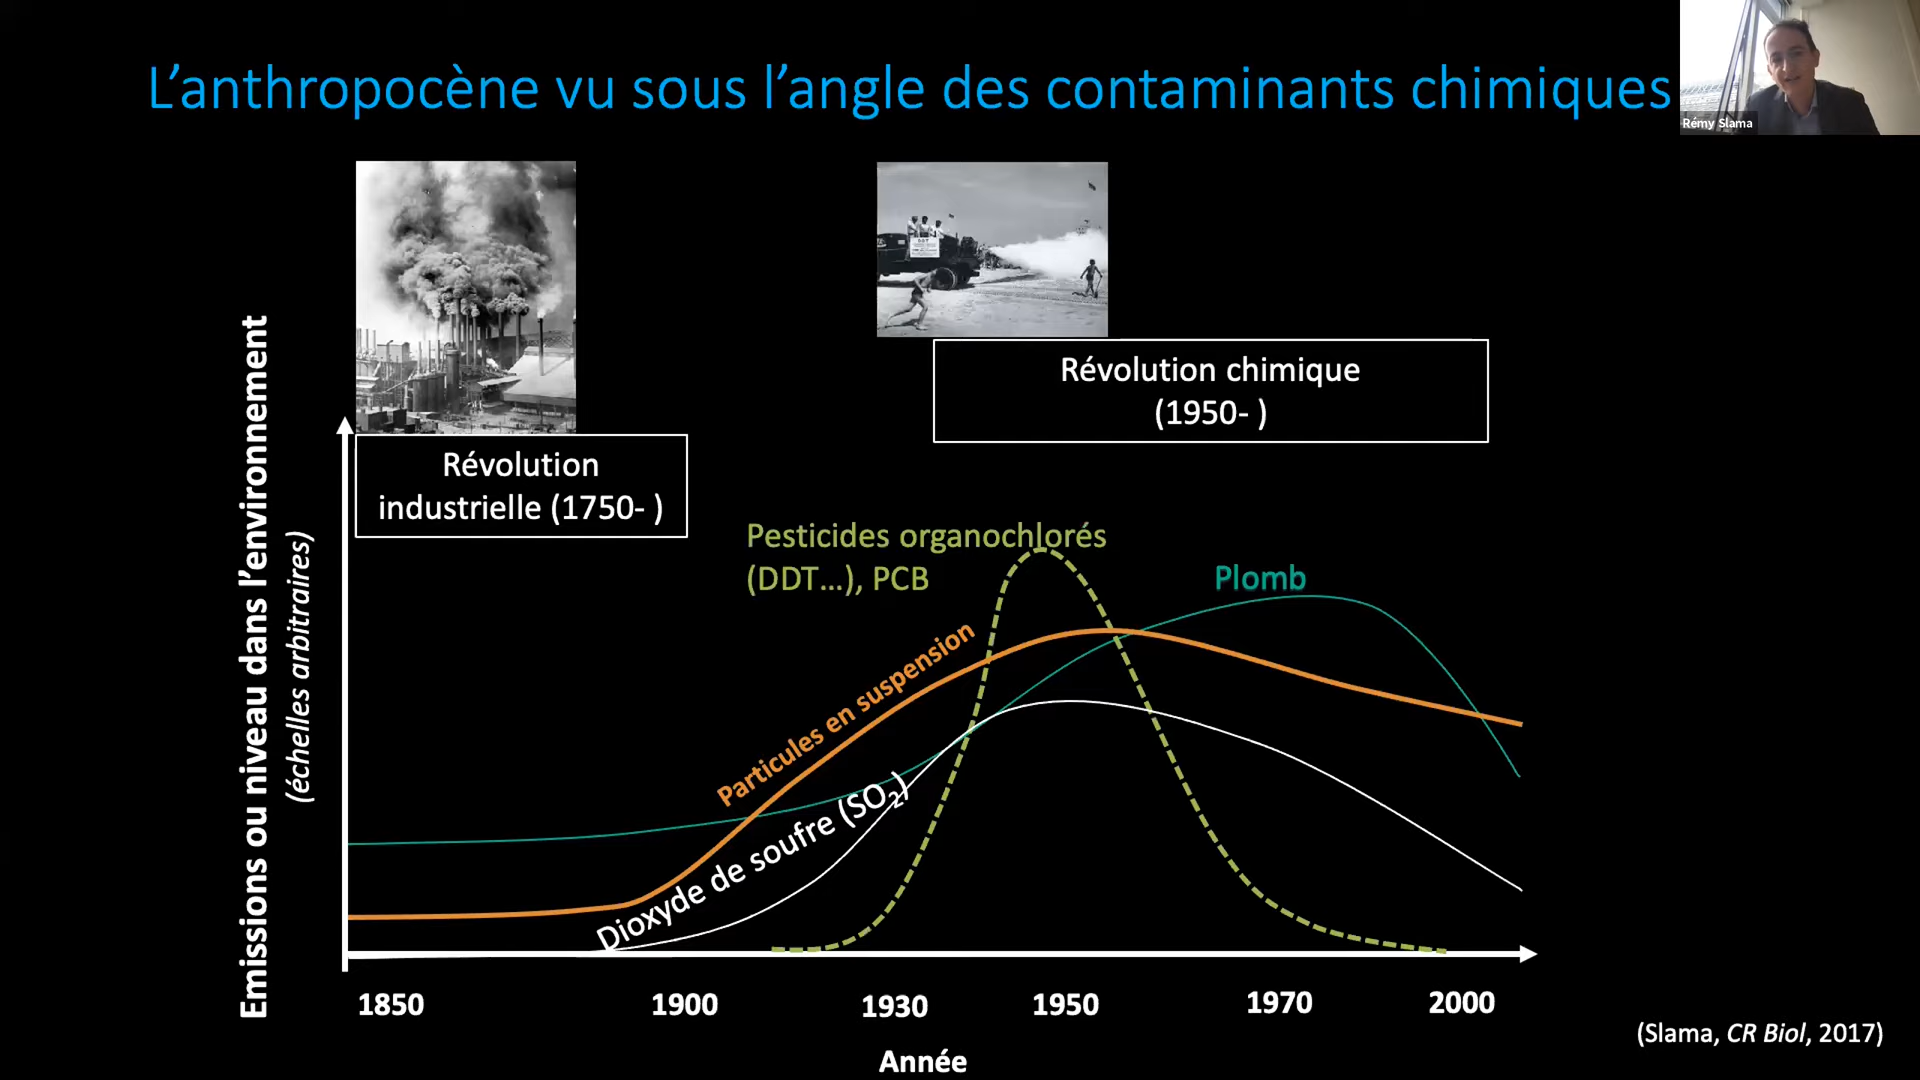 L’anthropocène vu sous l’angle des contaminants chimiques
Rémy Slama
DDT
Révolution chimique
(1950- )
Révolution
industrielle (1750- )
Emissions ou niveau dans l’environnement
(échelles arbitraires)
Pesticides organochlorés
(DDT...), PCB
Plomb
Particules en suspension
Dioxyde de soufre (SO₂)
1850
1900
1930
1950
1970
2000
Année
(Slama, CR Biol, 2017)